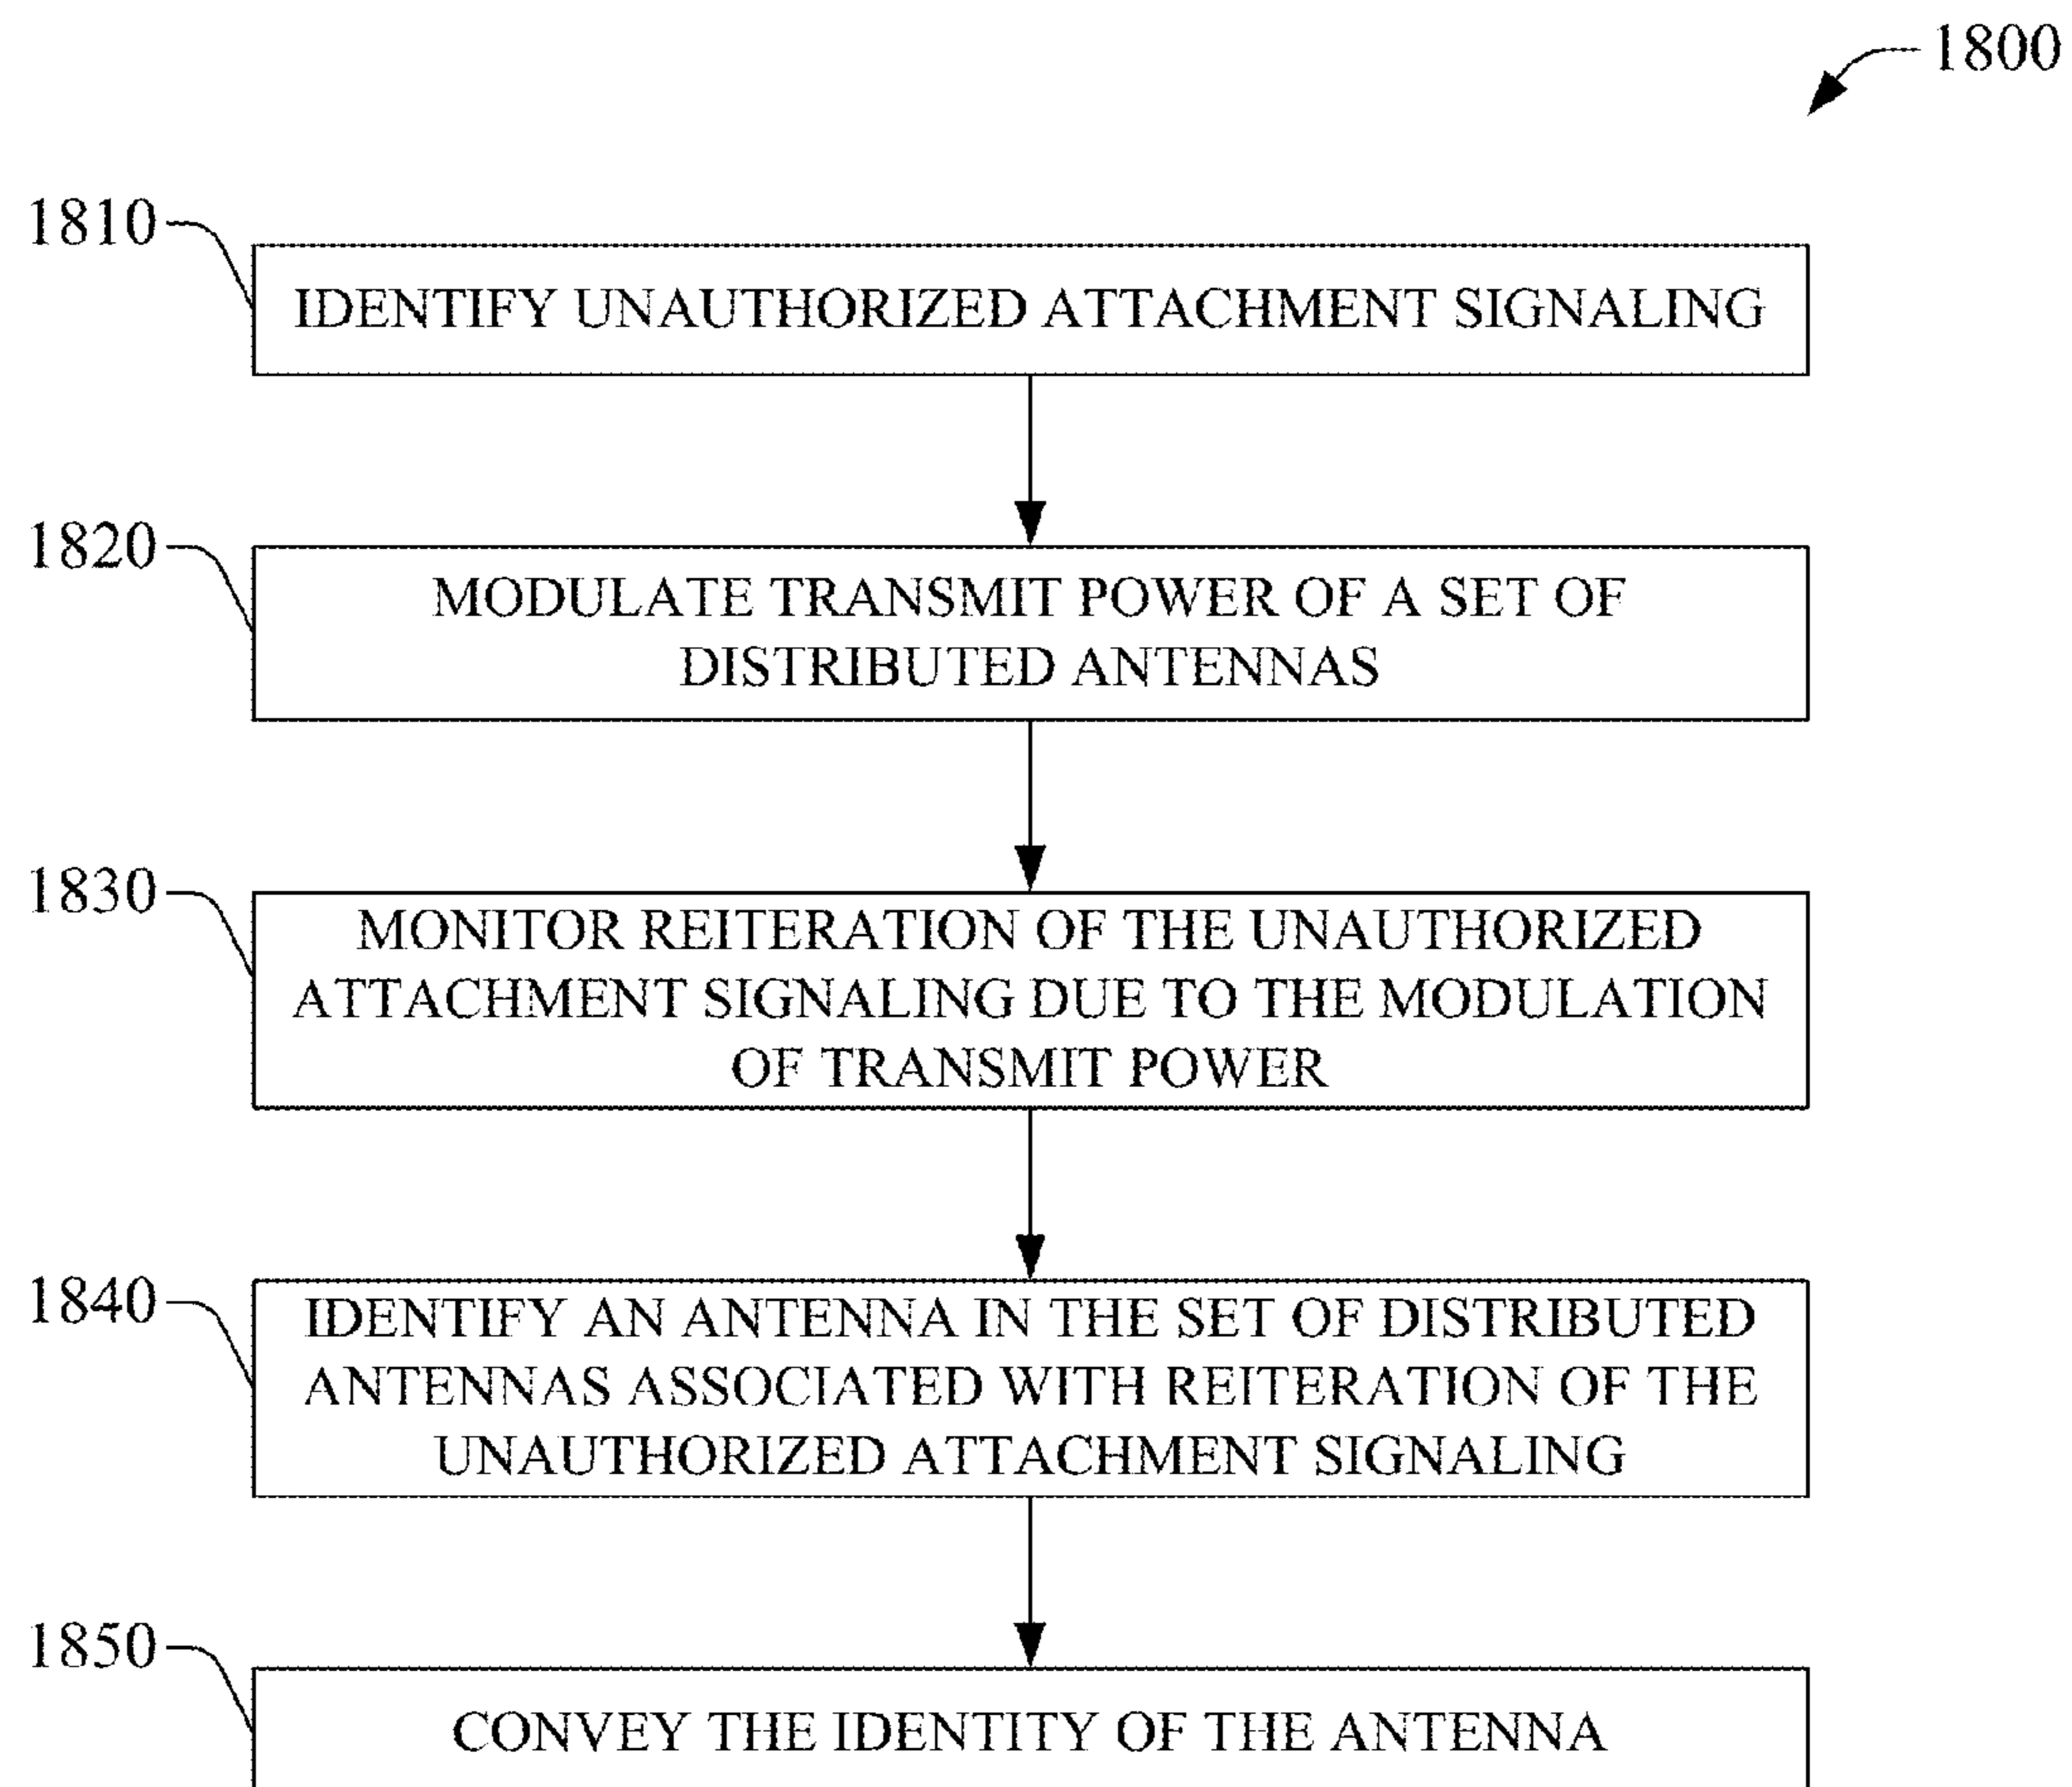 1800
1810
IDENTIFY UNAUTHORIZED ATTACHMENT SIGNALING
1820
MODULATE TRANSMIT POWER OF A SET OF
DISTRIBUTED ANTENNAS
1830
MONITOR REITERATION OF THE UNAUTHORIZED
ATTACHMENT SIGNALING DUE TO THE MODULATION
OF TRANSMIT POWER
1840
IDENTIFY AN ANTENNA IN THE SET OF DISTRIBUTED
ANTENNAS ASSOCIATED WITH REITERATION OF THE
UNAUTHORIZED ATTACHMENT SIGNALING
1850
CONVEY THE IDENTITY OF THE ANTENNA